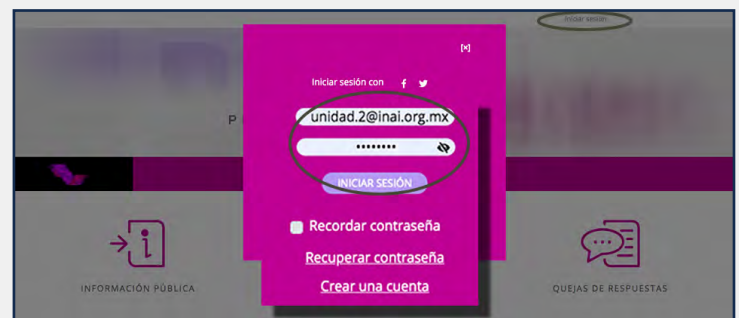 Iniciar sesión
[×]
Iniciar sesión con
P
unidad.2@inai.org.mx
••••••••
INICIAR SESIÓN
Recordar contraseña
Recuperar contraseña
Crear una cuenta
INFORMACIÓN PÚBLICA
QUEJAS DE RESPUESTAS